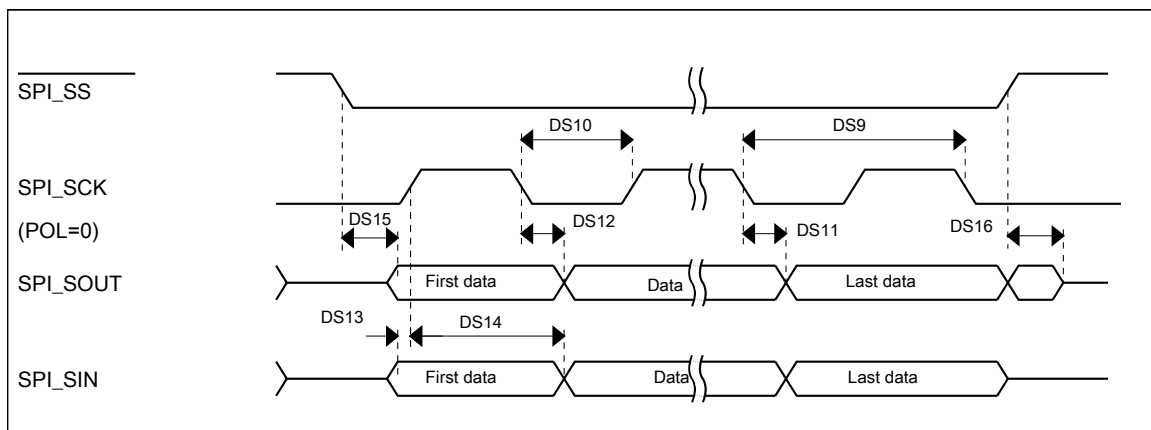 SPI_SS
DS10
DS9
SPI_SCK
(POL=0)
DS15
DS12
DS11
DS16
SPI_SOUT
First data
Data
Last data
DS13
DS14
SPI_SIN
First data
Data
Last data